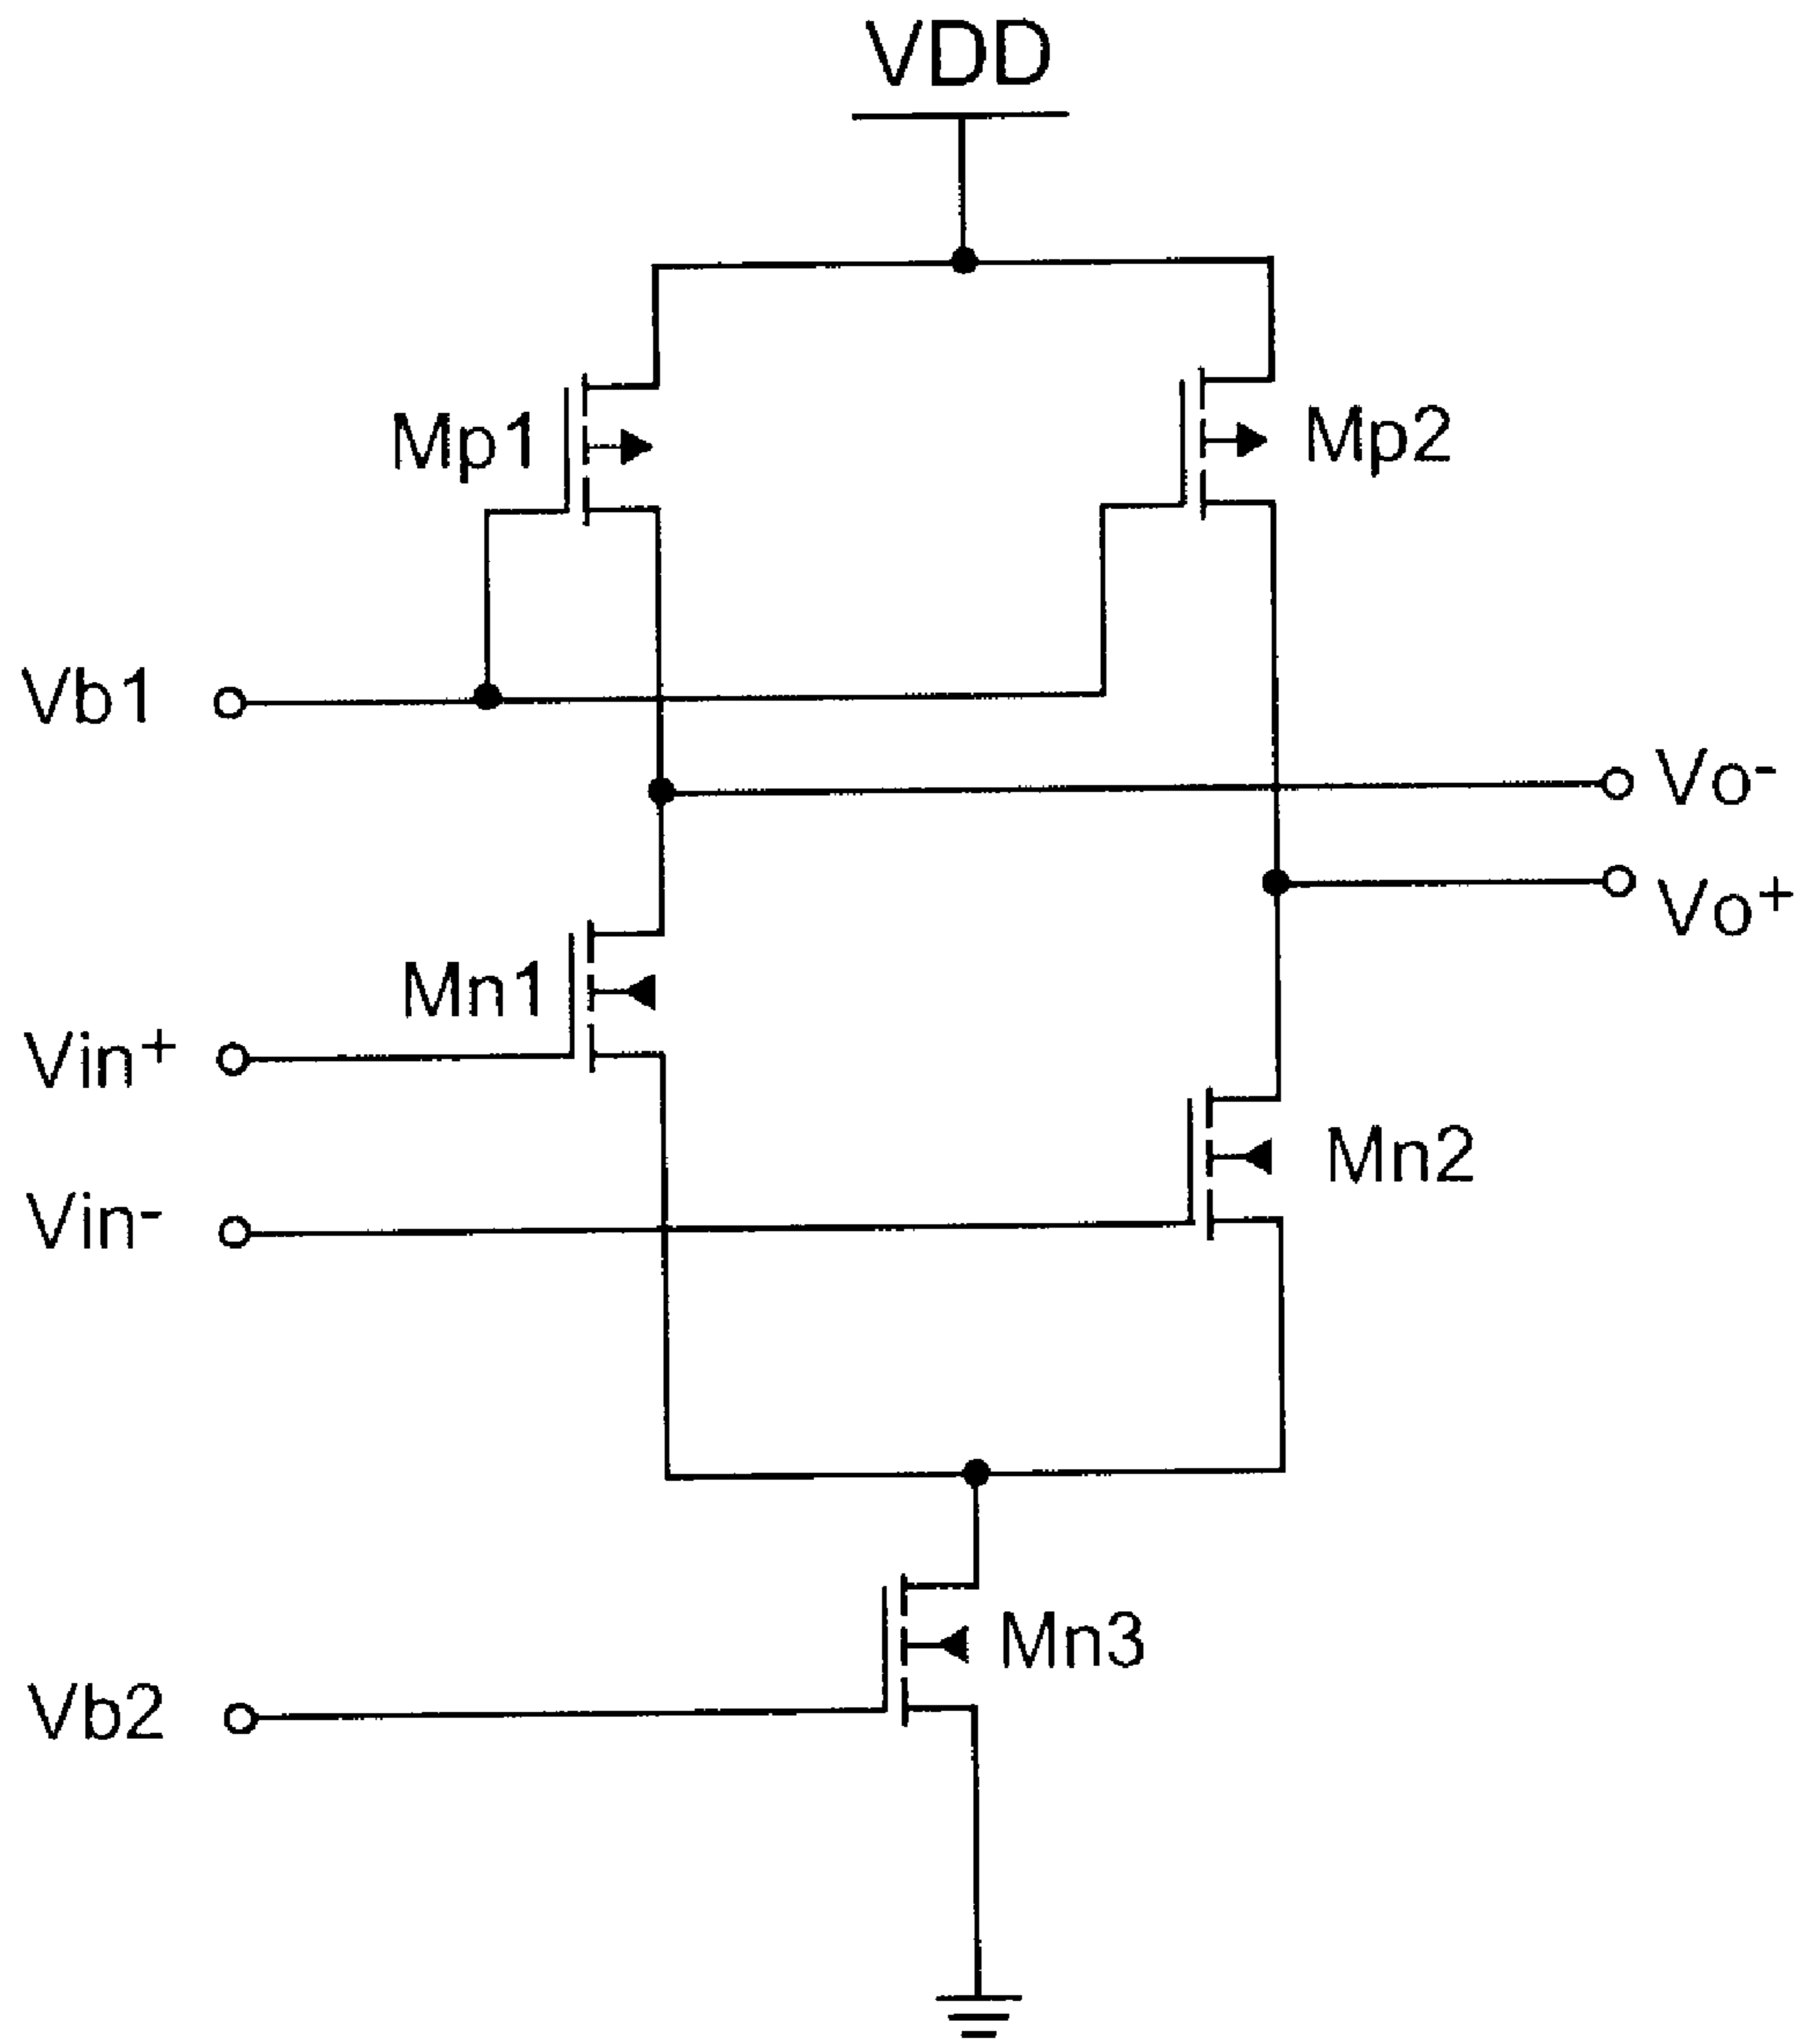 VDD
Mp1
Mp2
Vb1
Vo-
Vo+
Mn1
Vin+
Mn2
Vin-
Mn3
Vb2